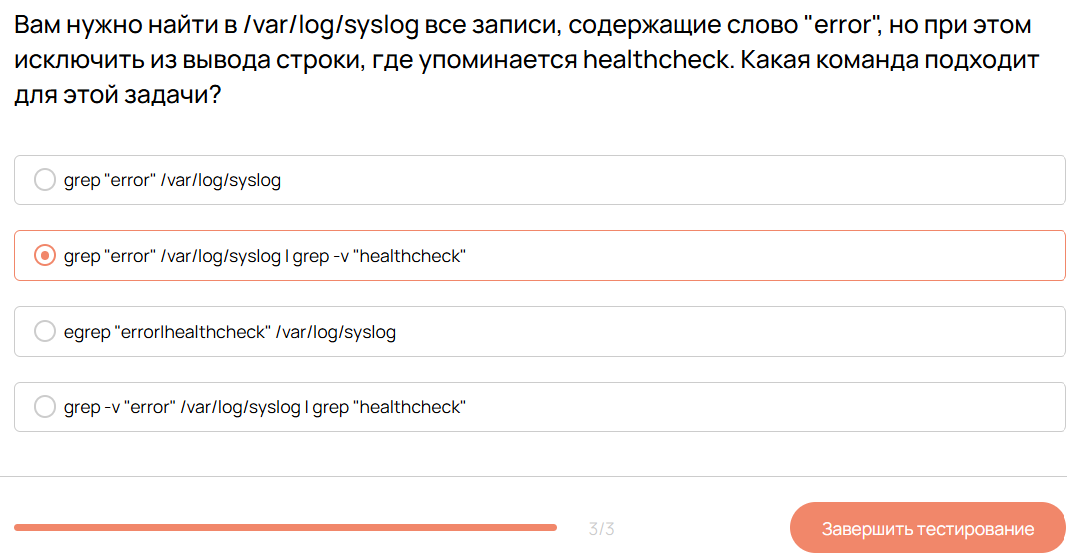 Вам нужно найти в /var/log/syslog все записи, содержащие слово "error", но при этом
исключить из вывода строки, где упоминается healthcheck. Какая команда подходит
для этой задачи?
grep "error" /var/log/syslog
grep "error" /var/log/syslog | grep -v "healthcheck"
egrep "error|healthcheck" /var/log/syslog
grep -v "error" /var/log/syslog | grep "healthcheck"
3/3
Завершить тестирование